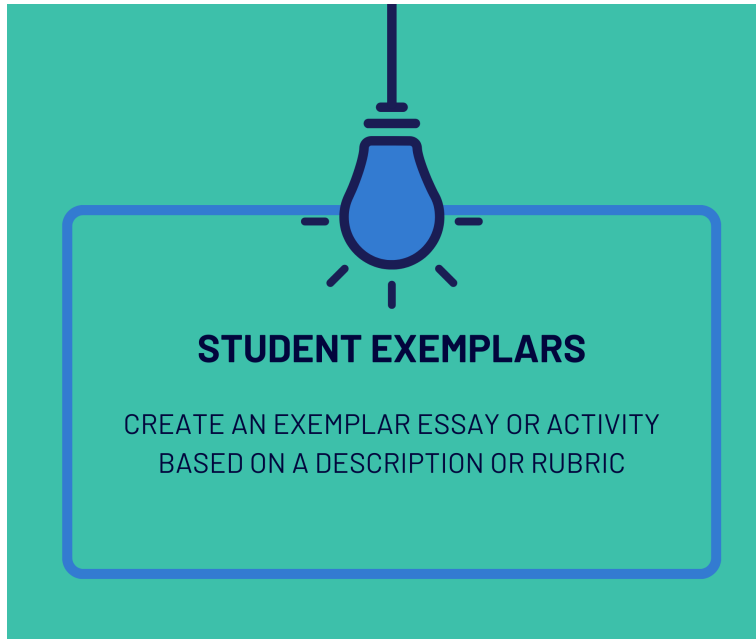 STUDENT EXEMPLARS
CREATE AN EXEMPLAR ESSAY OR ACTIVITY
BASED ON A DESCRIPTION OR RUBRIC